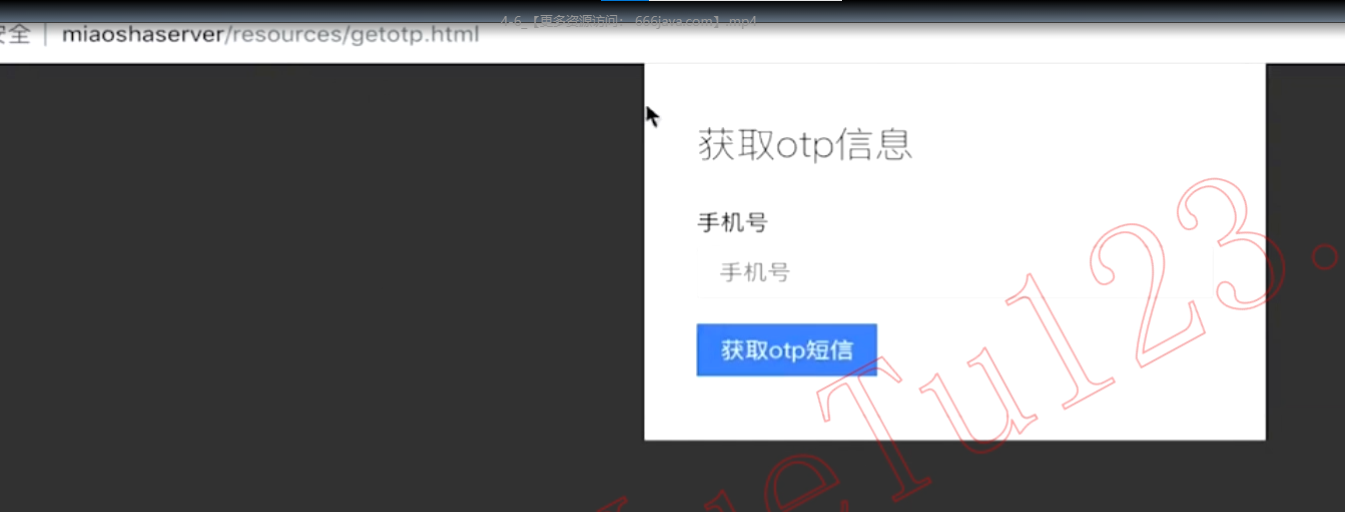 4-6_【更多资源访问: 666java.com】.mp4
安全 | miaoshaserver/resources/getotp.html
获取otp信息
手机号
手机号
获取otp短信
ueTu123.